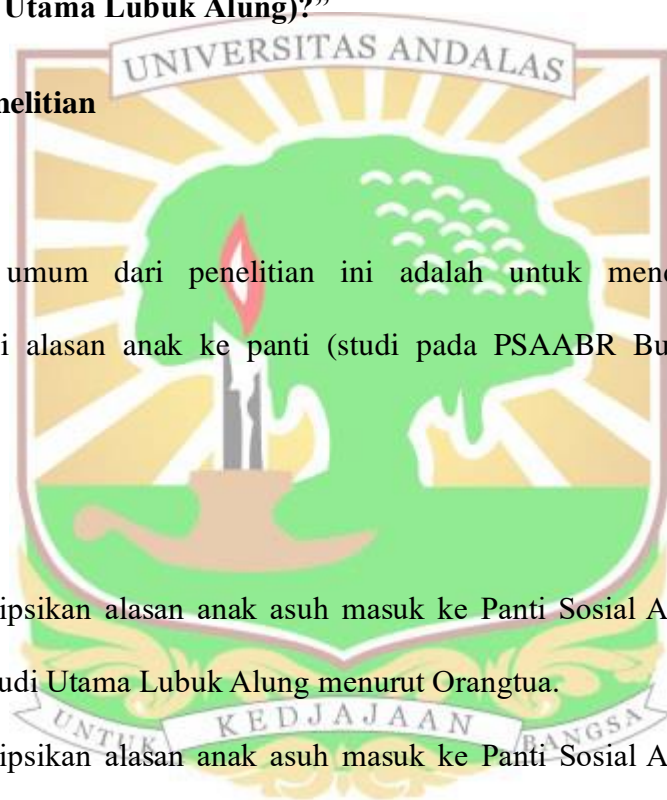 Utama Lubuk Alung)?”
UNIVERSITAS ANDALAS
nelitian
umum dari penelitian ini adalah untuk
i alasan anak ke panti (studi pada PSAABR
ipsikan alasan anak asuh masuk ke Panti Sosial
udi Utama Lubuk Alung menurut Orangtua.
UNTUK KEDJAJAAN BANGSA
ipsikan alasan anak asuh masuk ke Panti Sosial